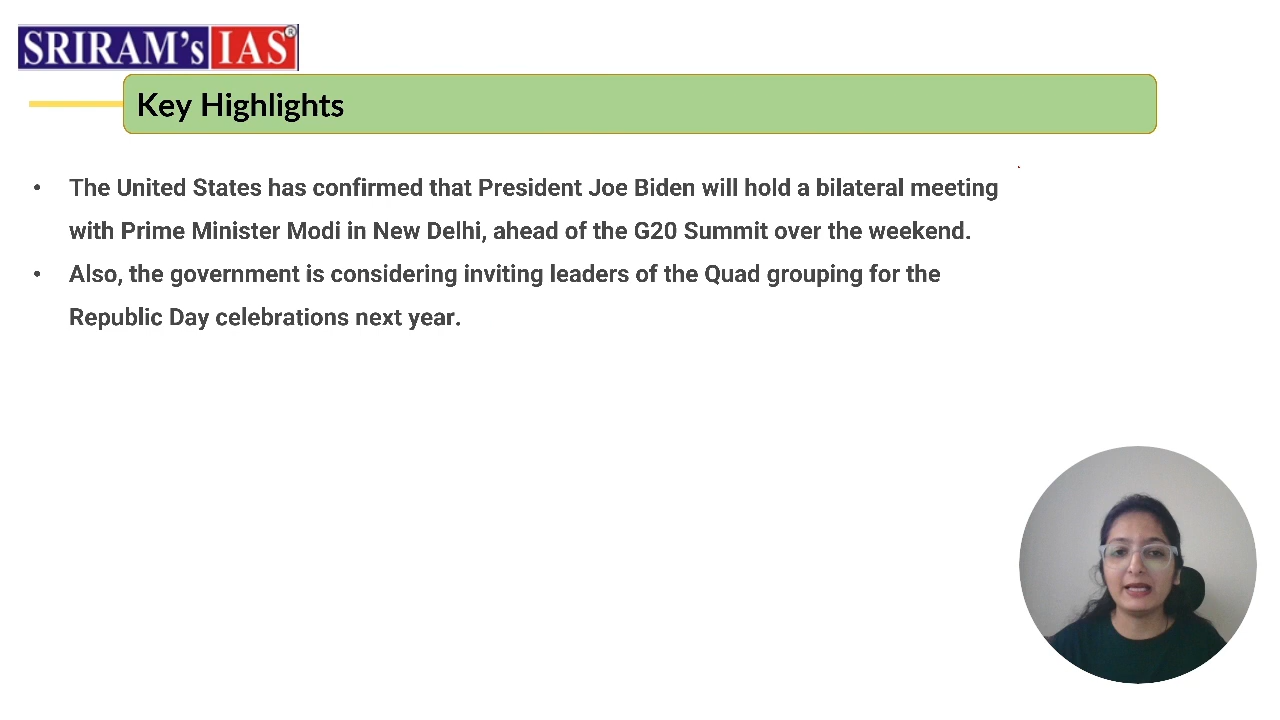 SRIRAM's IAS®
Key Highlights
• The United States has confirmed that President Joe Biden will hold a bilateral meeting
with Prime Minister Modi in New Delhi, ahead of the G20 Summit over the weekend.
• Also, the government is considering inviting leaders of the Quad grouping for the
Republic Day celebrations next year.